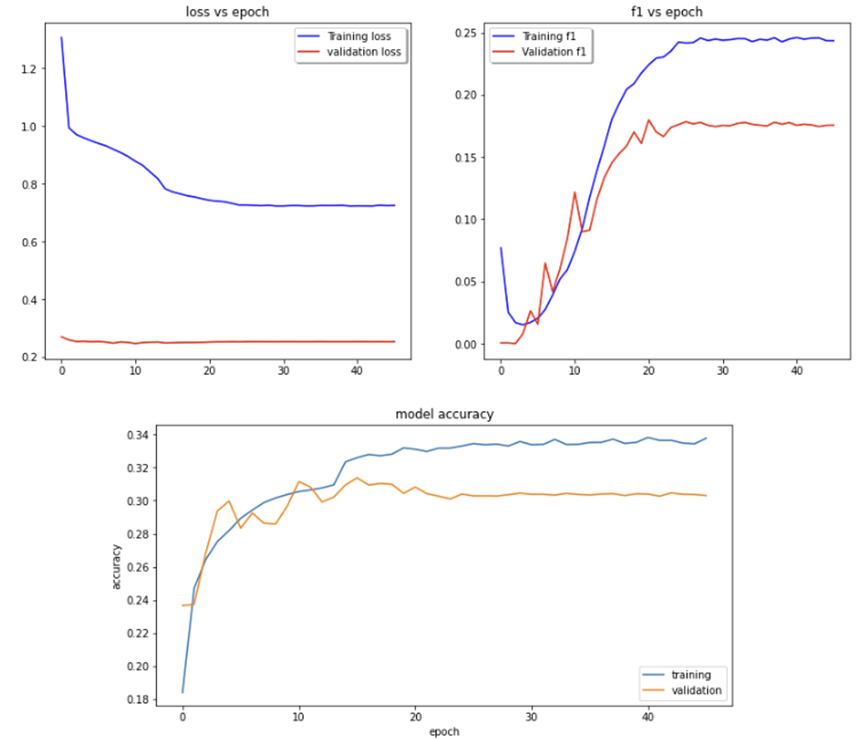 loss vs epoch
Training loss
validation loss
1.2
1.0
0.8
0.6
0.4
0.2
0 10 20 30 40
f1 vs epoch
Training f1
Validation f1
0.25
0.20
0.15
0.10
0.05
0.00
0 10 20 30 40
model accuracy
0.34
0.32
0.30
0.28
0.26
0.24
0.22
0.20
0.18
accuracy
training
validation
0 10 20 30 40
epoch